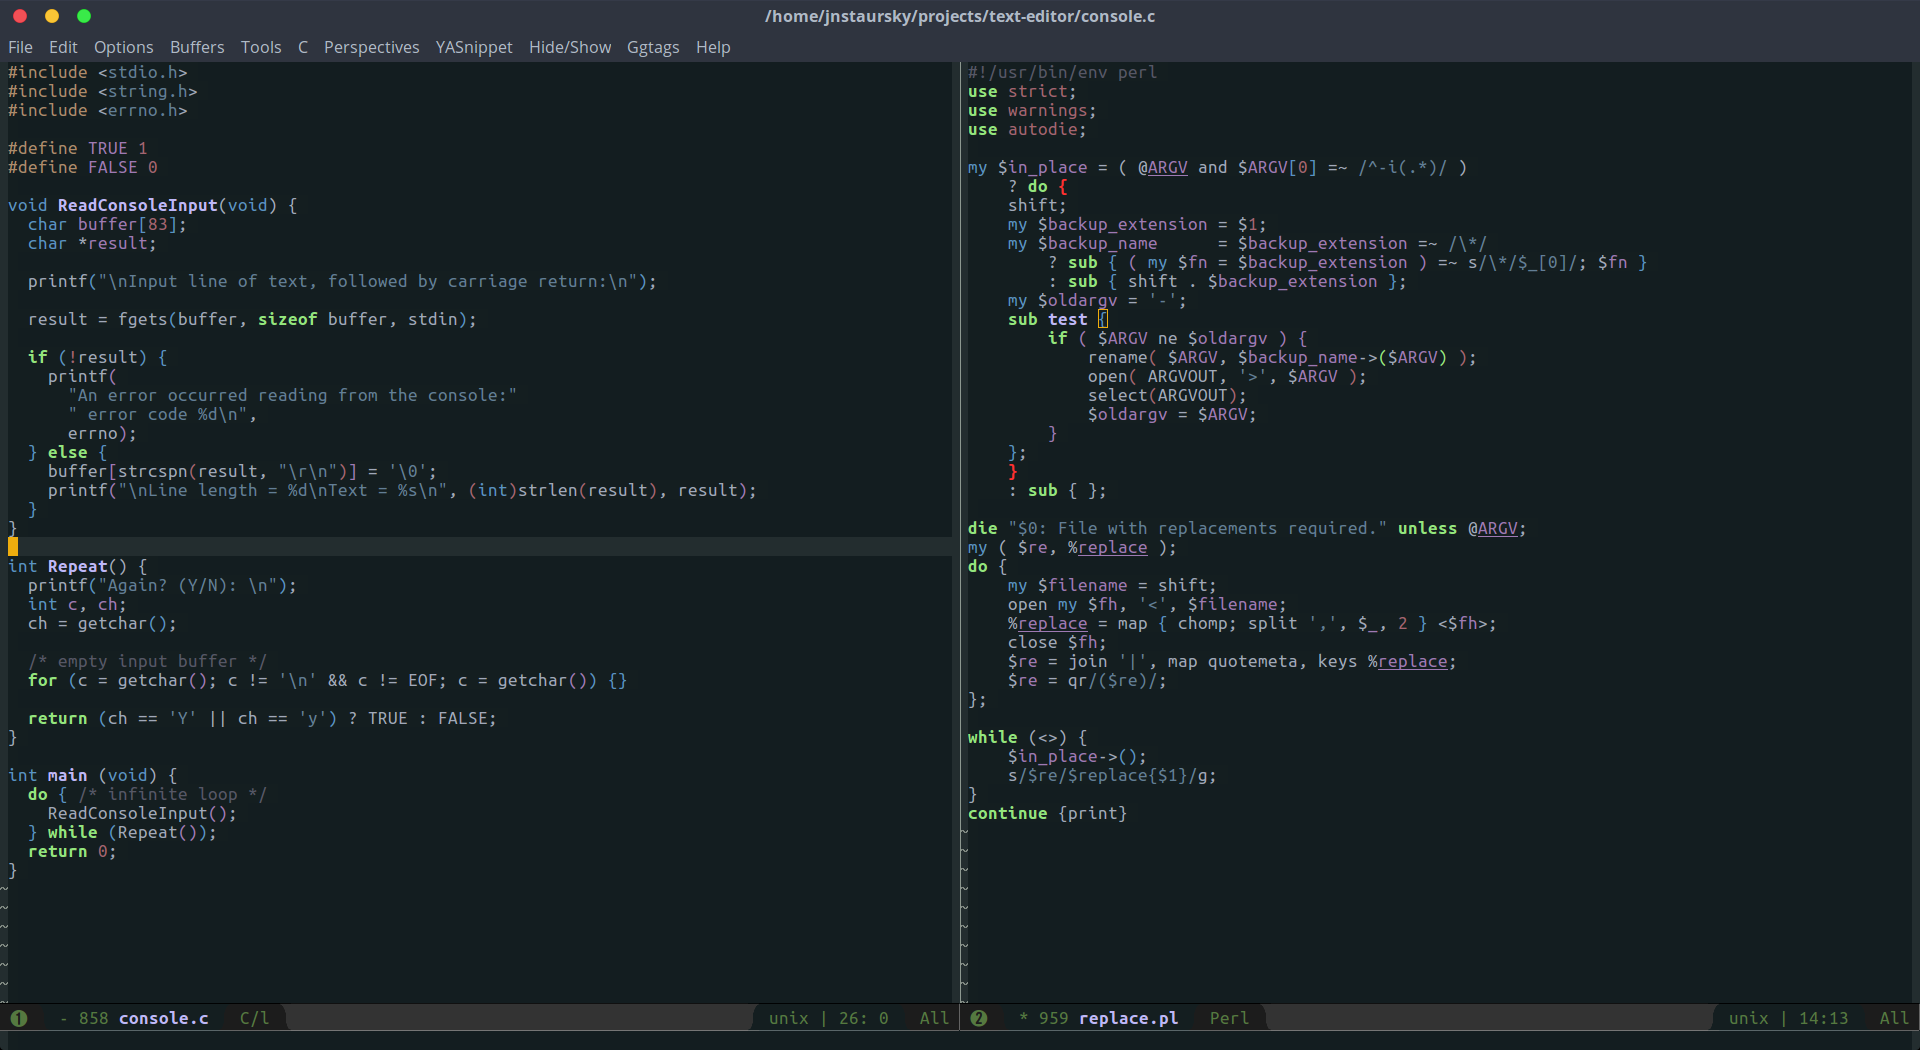 /home/jnstaursky/projects/text-editor/console.c
File Edit Options Buffers Tools C Perspectives YASnippet Hide/Show Ggtags Help
#include <stdio.h>
#include <string.h>
#include <errno.h>

#define TRUE 1
#define FALSE 0

void ReadConsoleInput(void) {
  char buffer[83];
  char *result;

  printf("\nInput line of text, followed by carriage return:\n");

  result = fgets(buffer, sizeof buffer, stdin);

  if (!result) {
    printf(
      "An error occurred reading from the console:"
      " error code %d\n",
      errno);
  } else {
    buffer[strcspn(result, "\r\n")] = '\0';
    printf("\nLine length = %d\nText = %s\n", (int)strlen(result), result);
  }
}

int Repeat() {
  printf("Again? (Y/N): \n");
  int c, ch;
  ch = getchar();

  /* empty input buffer */
  for (c = getchar(); c != '\n' && c != EOF; c = getchar()) {}

  return (ch == 'Y' || ch == 'y') ? TRUE : FALSE;
}

int main (void) {
  do { /* infinite loop */
    ReadConsoleInput();
  } while (Repeat());
  return 0;
}
~
~
~
~
~
~
~
❶ - 858 console.c C/l unix | 26: 0 All
#!/usr/bin/env perl
use strict;
use warnings;
use autodie;

my $in_place = ( @ARGV and $ARGV[0] =~ /^-i(.*)/ )
    ? do {
    shift;
    my $backup_extension = $1;
    my $backup_name      = $backup_extension =~ /\*/
        ? sub { ( my $fn = $backup_extension ) =~ s/\*/$_[0]/; $fn }
        : sub { shift . $backup_extension };
    my $oldargv = '-';
    sub test {
        if ( $ARGV ne $oldargv ) {
            rename( $ARGV, $backup_name->($ARGV) );
            open( ARGVOUT, '>', $ARGV );
            select(ARGVOUT);
            $oldargv = $ARGV;
        }
    };
    }
    : sub { };

die "$0: File with replacements required." unless @ARGV;
my ( $re, %replace );
do {
    my $filename = shift;
    open my $fh, '<', $filename;
    %replace = map { chomp; split ',', $_, 2 } <$fh>;
    close $fh;
    $re = join '|', map quotemeta, keys %replace;
    $re = qr/($re)/;
};

while (<>) {
    $in_place->();
    s/$re/$replace{$1}/g;
}
continue {print}
~
~
~
~
~
~
~
~
~
~
❷ * 959 replace.pl Perl unix | 14:13 All